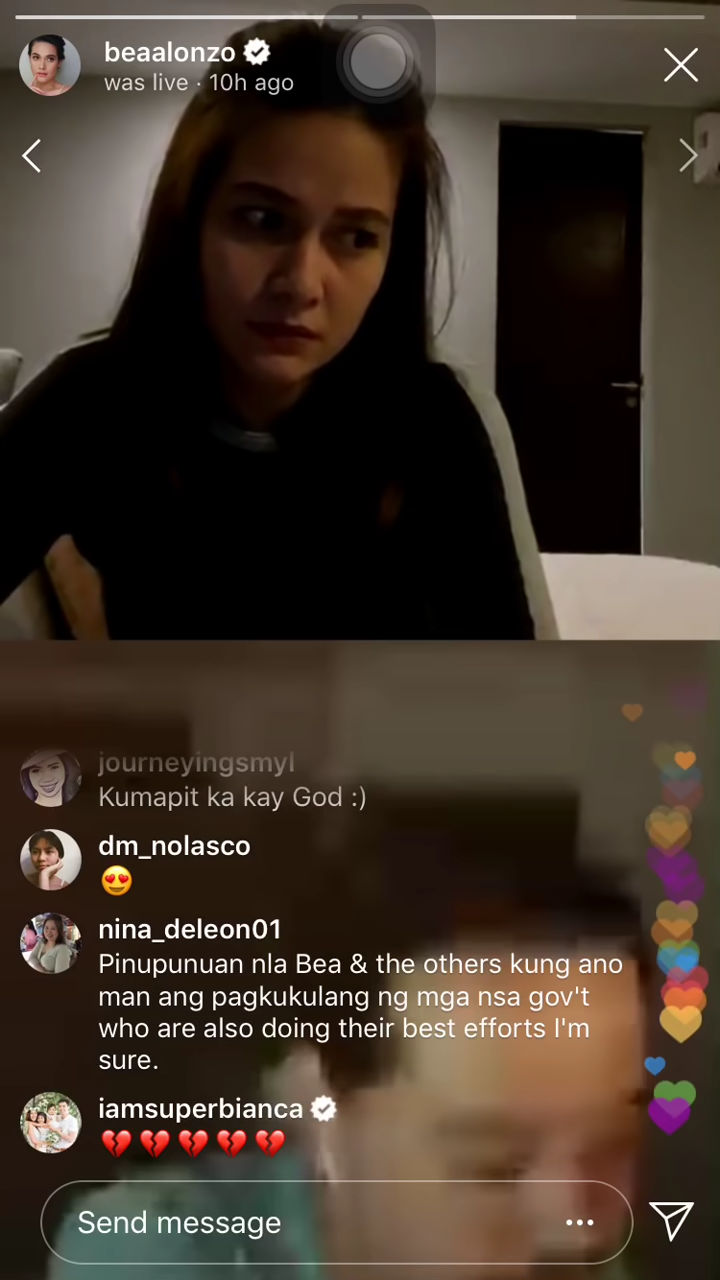 beaalonzo
was live · 10h ago
journeyingsmyl
Kumapit ka kay God :)
dm_nolasco
😍
nina_deleon01
Pinupunuan nla Bea & the others kung ano
man ang pagkukulang ng mga nsa gov't
who are also doing their best efforts I'm
sure.
iamsuperbianca
💔 💔 💔 💔 💔
Send message